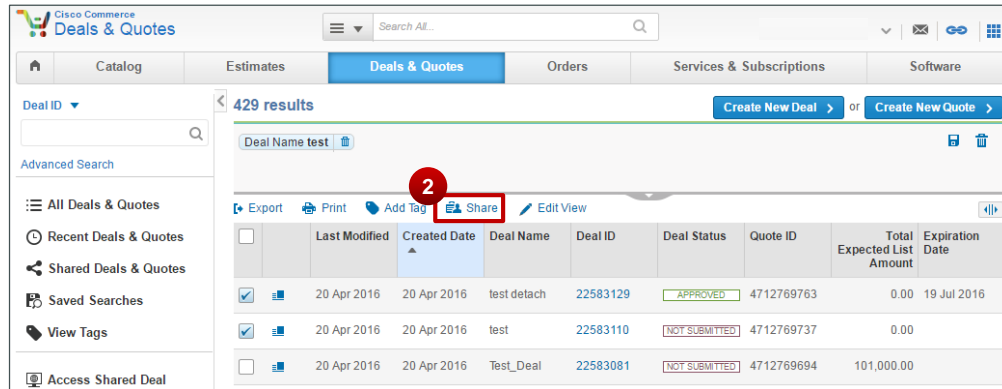 Cisco Commerce
Deals & Quotes
Search All...
Catalog Estimates Deals & Quotes Orders Services & Subscriptions Software
Deal ID
Advanced Search
All Deals & Quotes
Recent Deals & Quotes
Shared Deals & Quotes
Saved Searches
View Tags
Access Shared Deal
429 results
Create New Deal > or Create New Quote >
Deal Name test
2
Export Print Add Tag Share Edit View
Last Modified Created Date Deal Name Deal ID Deal Status Quote ID Total Expected List Amount Expiration Date
20 Apr 2016 20 Apr 2016 test detach 22583129 APPROVED 4712769763 0.00 19 Jul 2016
20 Apr 2016 20 Apr 2016 test 22583110 NOT SUBMITTED 4712769737 0.00
20 Apr 2016 20 Apr 2016 Test_Deal 22583081 NOT SUBMITTED 4712769694 101,000.00